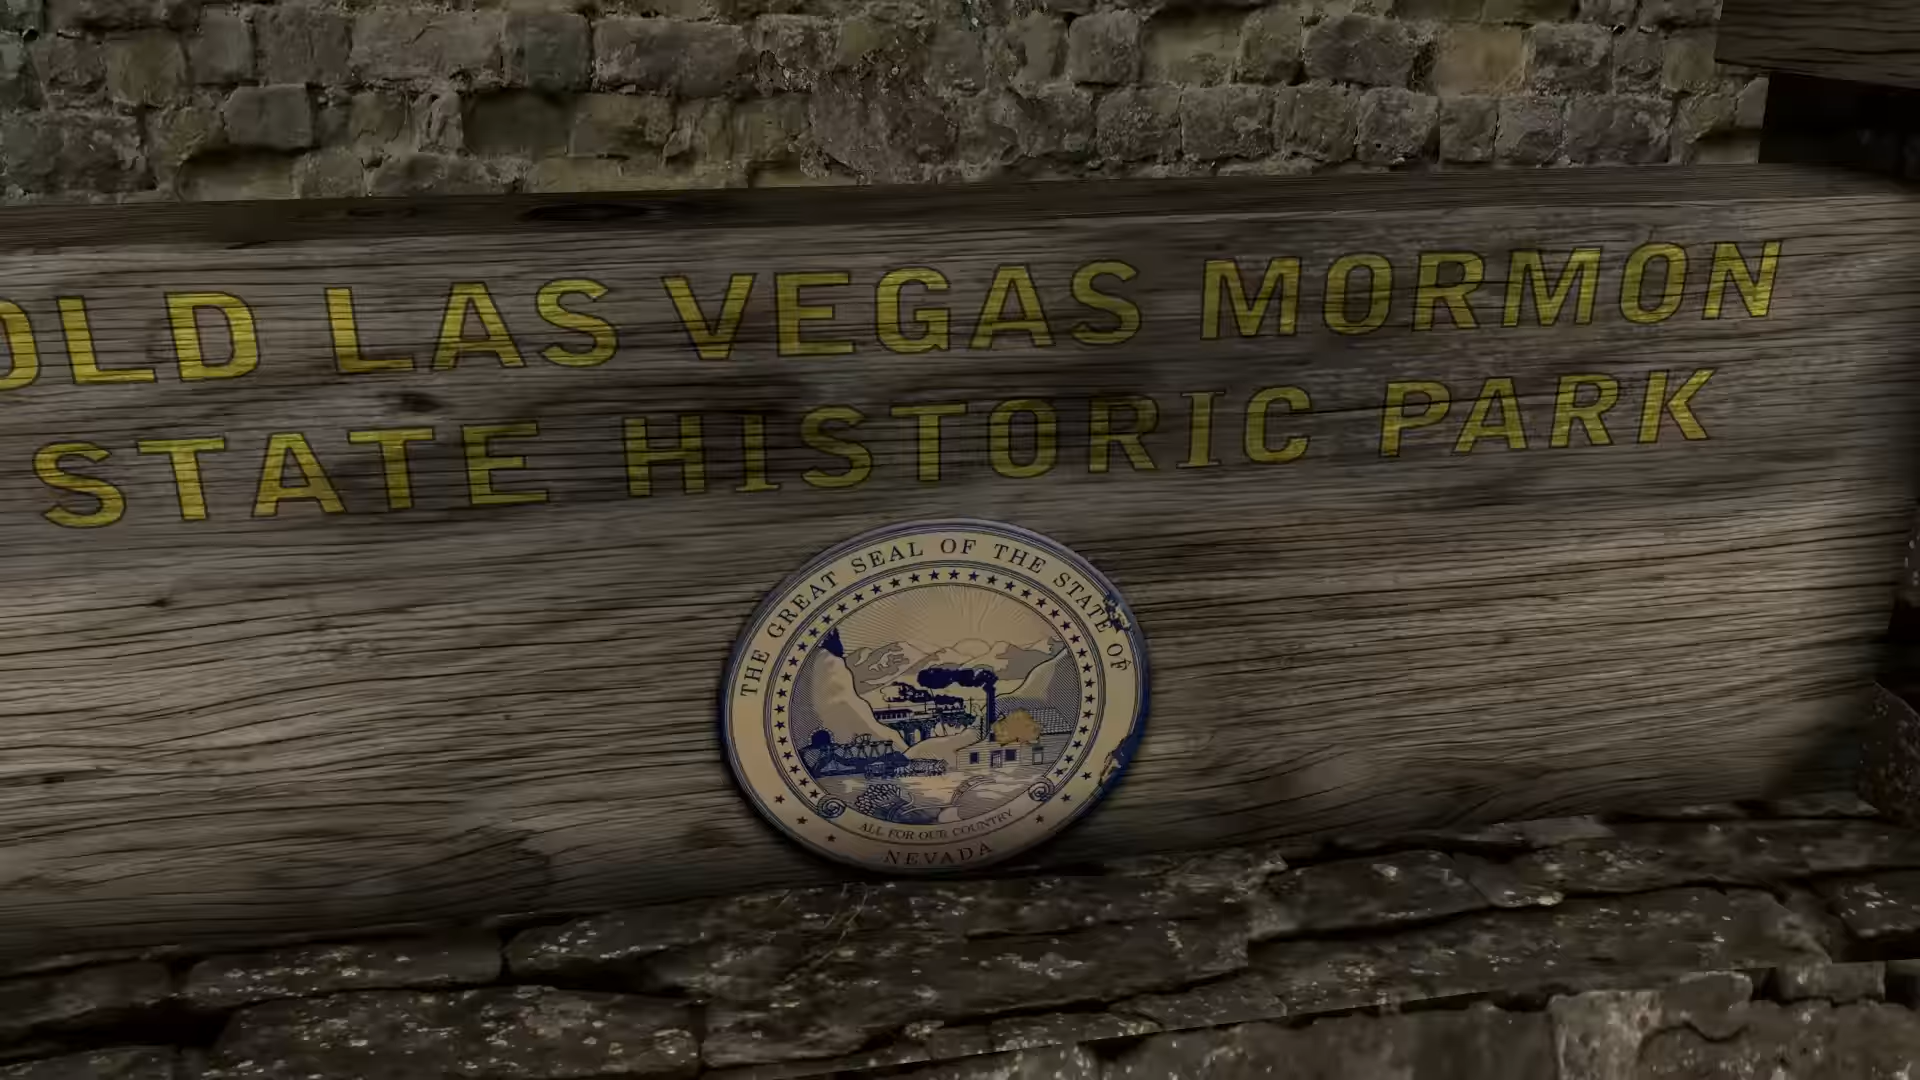 OLD LAS VEGAS MORMON
STATE HISTORIC PARK
THE GREAT SEAL OF THE STATE OF
ALL FOR OUR COUNTRY
NEVADA